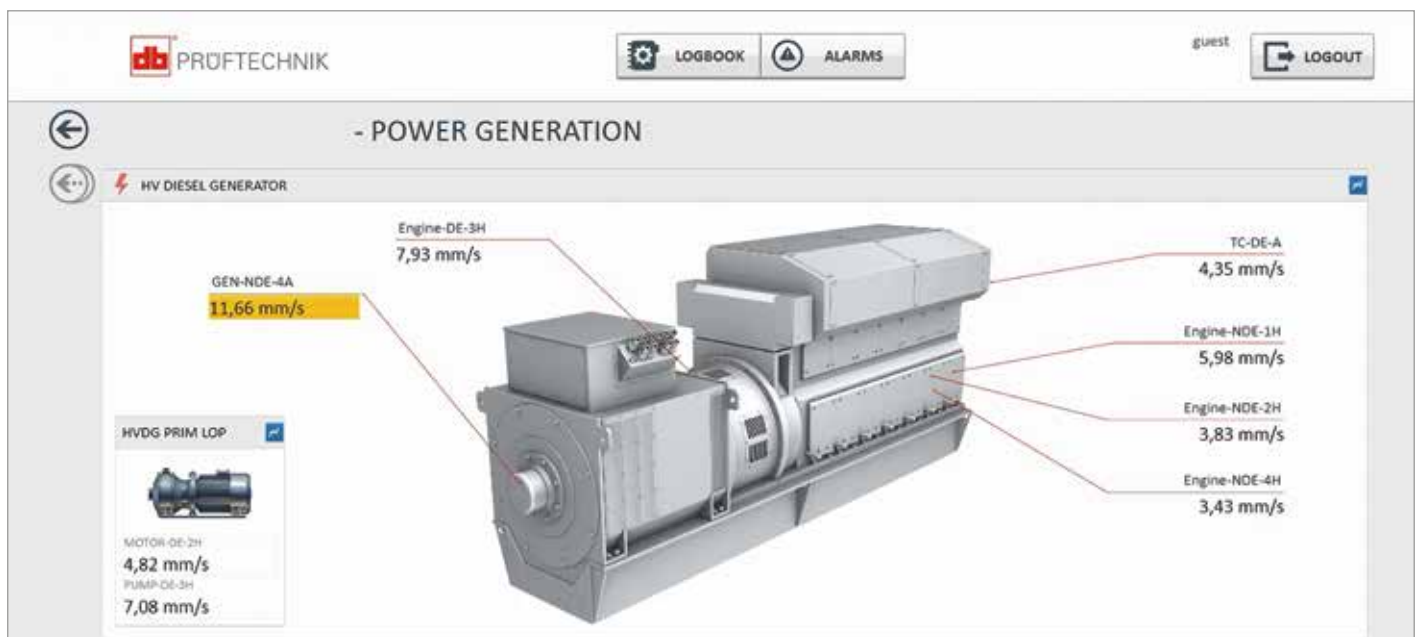 db PRÜFTECHNIK
LOGBOOK
ALARMS
guest
LOGOUT
- POWER GENERATION
HV DIESEL GENERATOR
Engine-DE-3H
7,93 mm/s
TC-DE-A
4,35 mm/s
GEN-NDE-4A
11,66 mm/s
Engine-NDE-1H
5,98 mm/s
Engine-NDE-2H
3,83 mm/s
HVDG PRIM LOP
Engine-NDE-4H
3,43 mm/s
MOTOR-DE-2H
4,82 mm/s
PUMP-DE-3H
7,08 mm/s